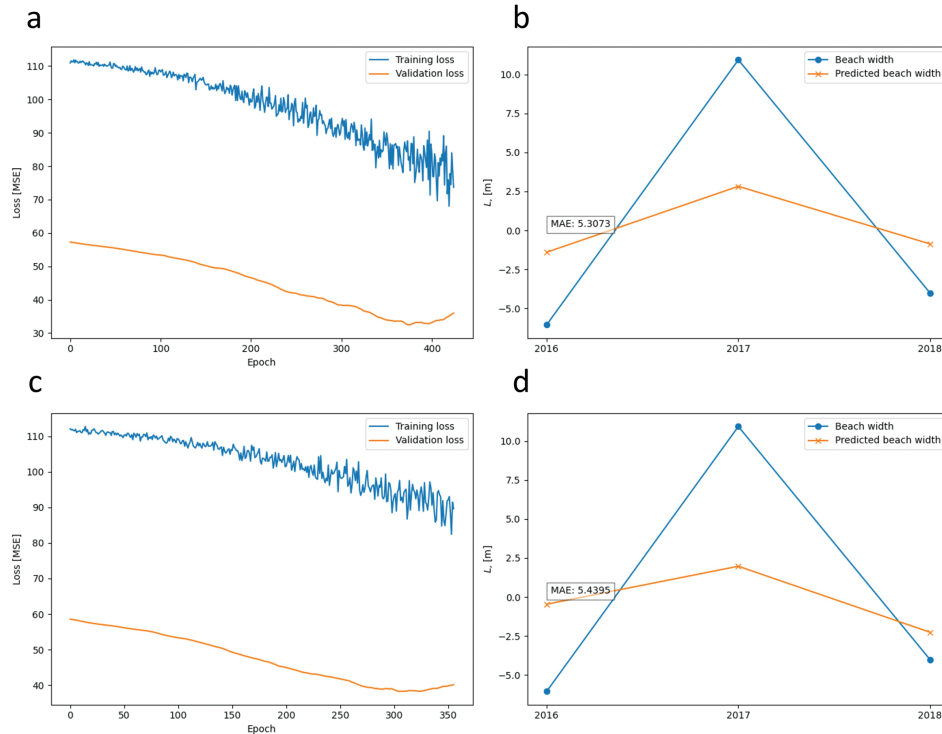 a
110
100
90
80
70
60
50
40
30
Loss [MSE]
0
100
200
300
400
Epoch
Training loss
Validation loss
b
10.0
7.5
5.0
2.5
0.0
−2.5
−5.0
L, [m]
2016
2017
2018
MAE: 5.3073
Beach width
Predicted beach width
c
110
100
90
80
70
60
50
40
Loss [MSE]
0
50
100
150
200
250
300
350
Epoch
Training loss
Validation loss
d
10.0
7.5
5.0
2.5
0.0
−2.5
−5.0
L, [m]
2016
2017
2018
MAE: 5.4395
Beach width
Predicted beach width